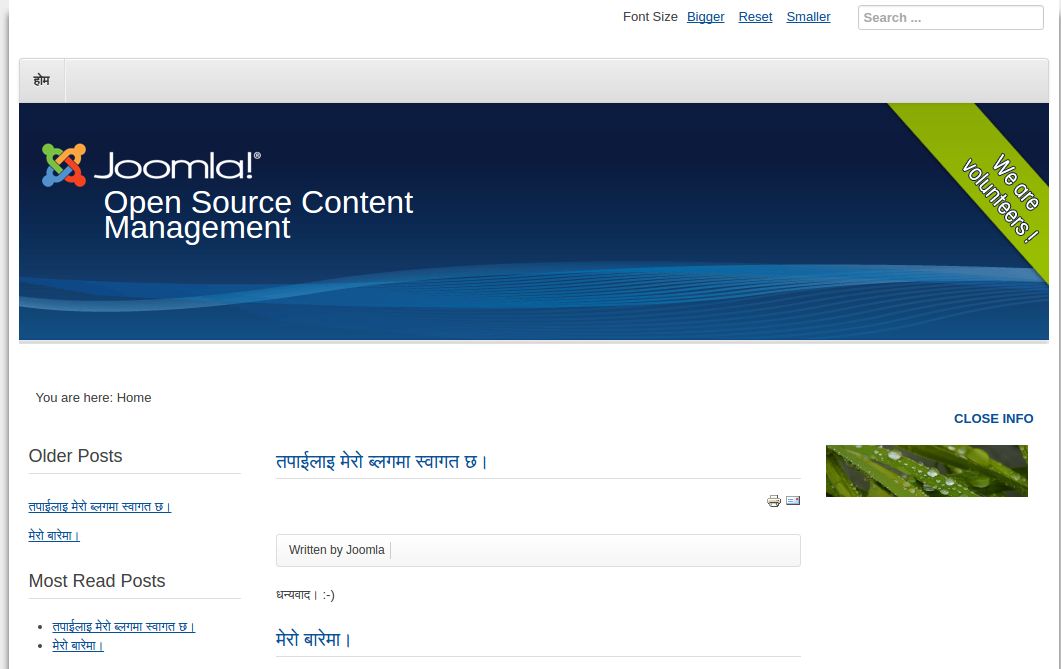 Font Size Bigger Reset Smaller Search ...
होम
Joomla!®
Open Source Content
Management
We are
volunteers !
You are here: Home
CLOSE INFO
Older Posts
तपाईलाइ मेरो ब्लगमा स्वागत छ।
मेरो बारेमा।
Most Read Posts
तपाईलाइ मेरो ब्लगमा स्वागत छ।
मेरो बारेमा।
तपाईलाइ मेरो ब्लगमा स्वागत छ।
Written by Joomla
धन्यवाद। :-)
मेरो बारेमा।